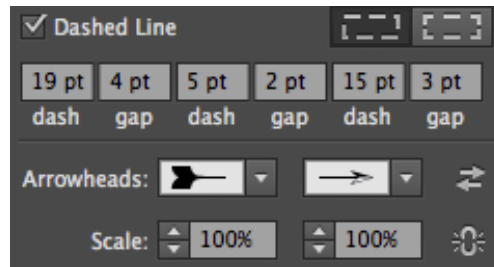 Dashed Line
19 pt 4 pt 5 pt 2 pt 15 pt 3 pt
dash gap dash gap dash gap
Arrowheads:
Scale: 100% 100%